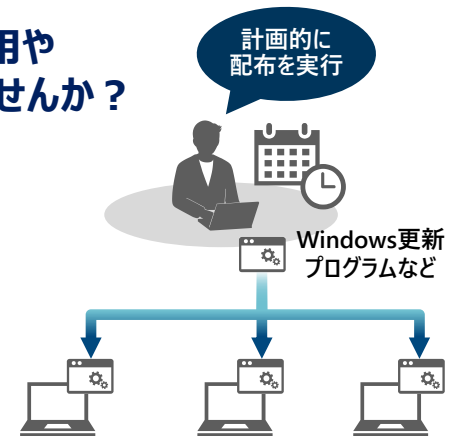 用や
せんか？
計画的に
配布を実行
Windows更新
プログラムなど